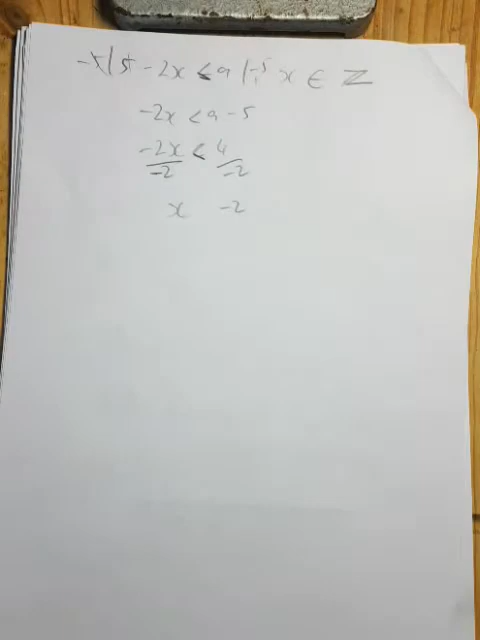 -5/ 5 - 2x < 9 /-5 x ∈ ℤ
-2x < 9 - 5
-2x/-2 < 4/-2
x -2